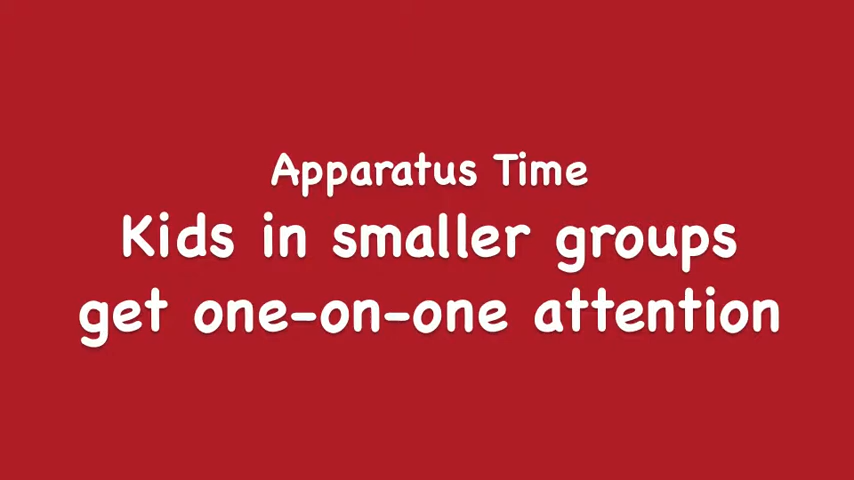 Apparatus Time
Kids in smaller groups
get one-on-one attention